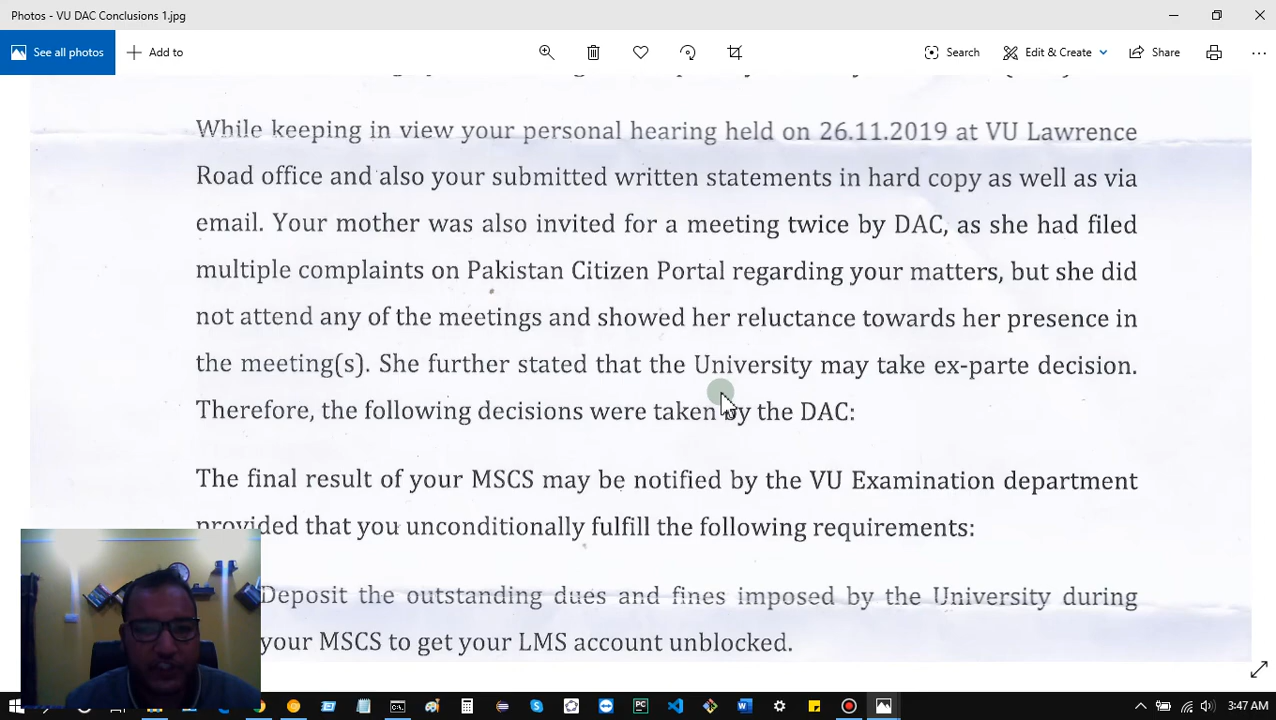 Photos - VU DAC Conclusions 1.jpg
See all photos
Add to
Search
Edit & Create
Share
While keeping in view your personal hearing held on 26.11.2019 at VU Lawrence
Road office and also your submitted written statements in hard copy as well as via
email. Your mother was also invited for a meeting twice by DAC, as she had filed
multiple complaints on Pakistan Citizen Portal regarding your matters, but she did
not attend any of the meetings and showed her reluctance towards her presence in
the meeting(s). She further stated that the University may take ex-parte decision.
Therefore, the following decisions were taken by the DAC:
The final result of your MSCS may be notified by the VU Examination department
provided that you unconditionally fulfill the following requirements:
Deposit the outstanding dues and fines imposed by the University during
your MSCS to get your LMS account unblocked.
PC
3:47 AM